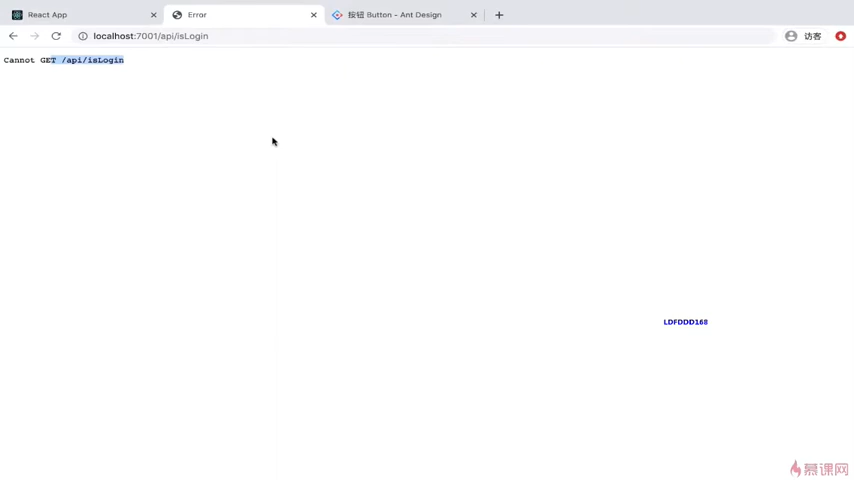 React App
Error
按钮 Button - Ant Design
localhost:7001/api/isLogin
访客
Cannot GET /api/isLogin
LDFDDD168
慕课网